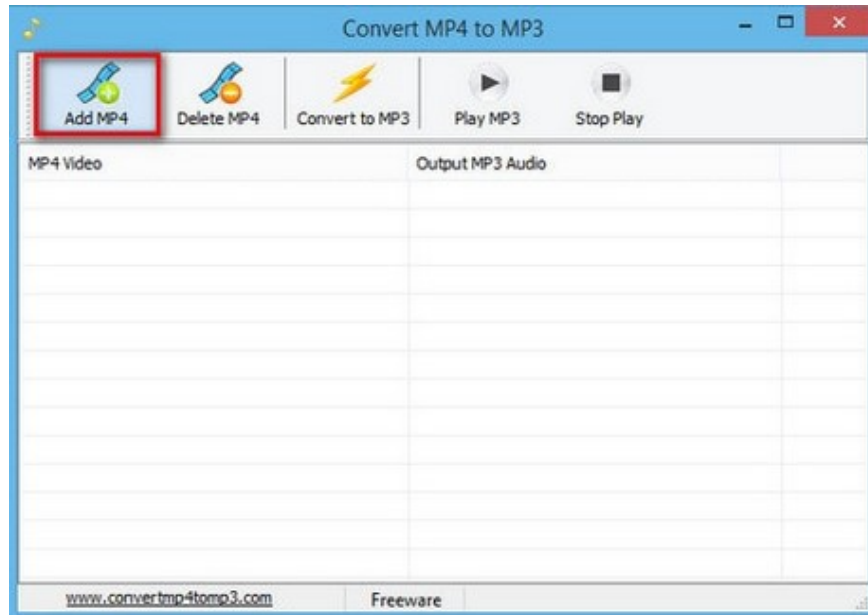 Convert MP4 to MP3
Add MP4 Delete MP4 Convert to MP3 Play MP3 Stop Play
MP4 Video Output MP3 Audio
www.convertmp4tomp3.com Freeware